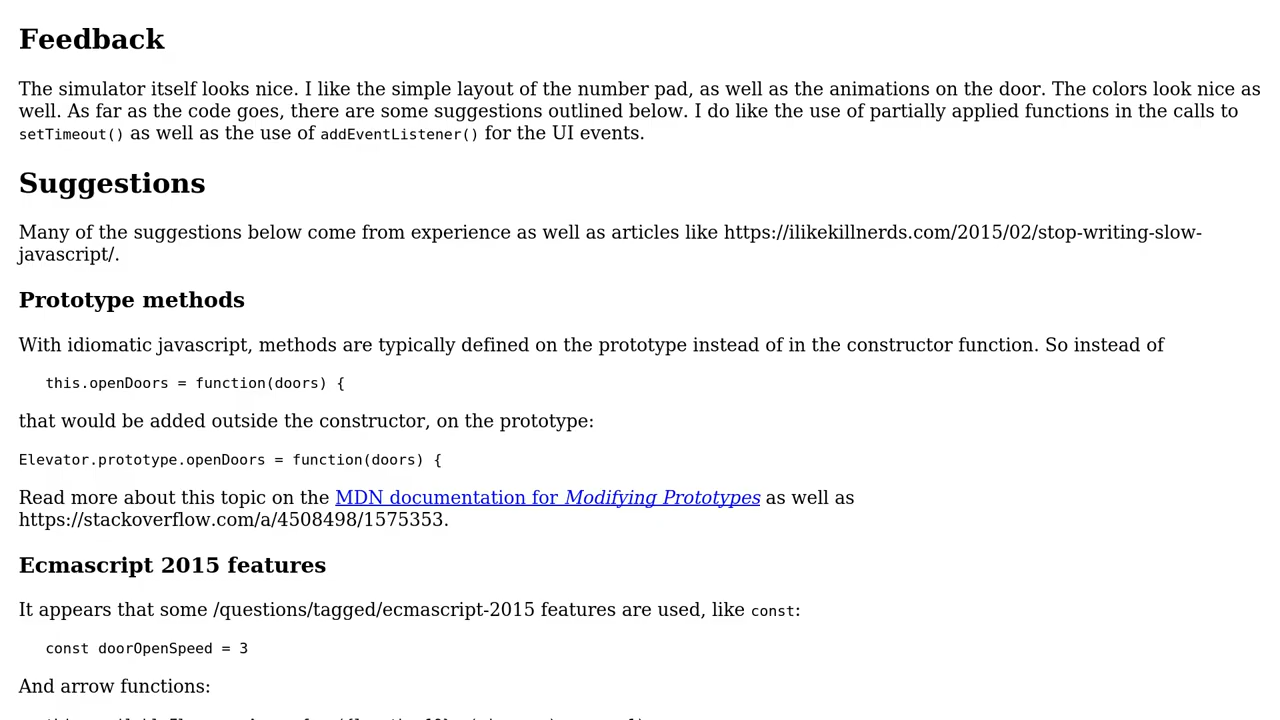 Feedback
The simulator itself looks nice. I like the simple layout of the number pad, as well as the animations on the door. The colors look nice as
well. As far as the code goes, there are some suggestions outlined below. I do like the use of partially applied functions in the calls to
setTimeout() as well as the use of addEventListener() for the UI events.
Suggestions
Many of the suggestions below come from experience as well as articles like https://ilikekillnerds.com/2015/02/stop-writing-slow-
javascript/.
Prototype methods
With idiomatic javascript, methods are typically defined on the prototype instead of in the constructor function. So instead of
this.openDoors = function(doors) {
that would be added outside the constructor, on the prototype:
Elevator.prototype.openDoors = function(doors) {
Read more about this topic on the MDN documentation for Modifying Prototypes as well as
https://stackoverflow.com/a/4508498/1575353.
Ecmascript 2015 features
It appears that some /questions/tagged/ecmascript-2015 features are used, like const:
const doorOpenSpeed = 3
And arrow functions: